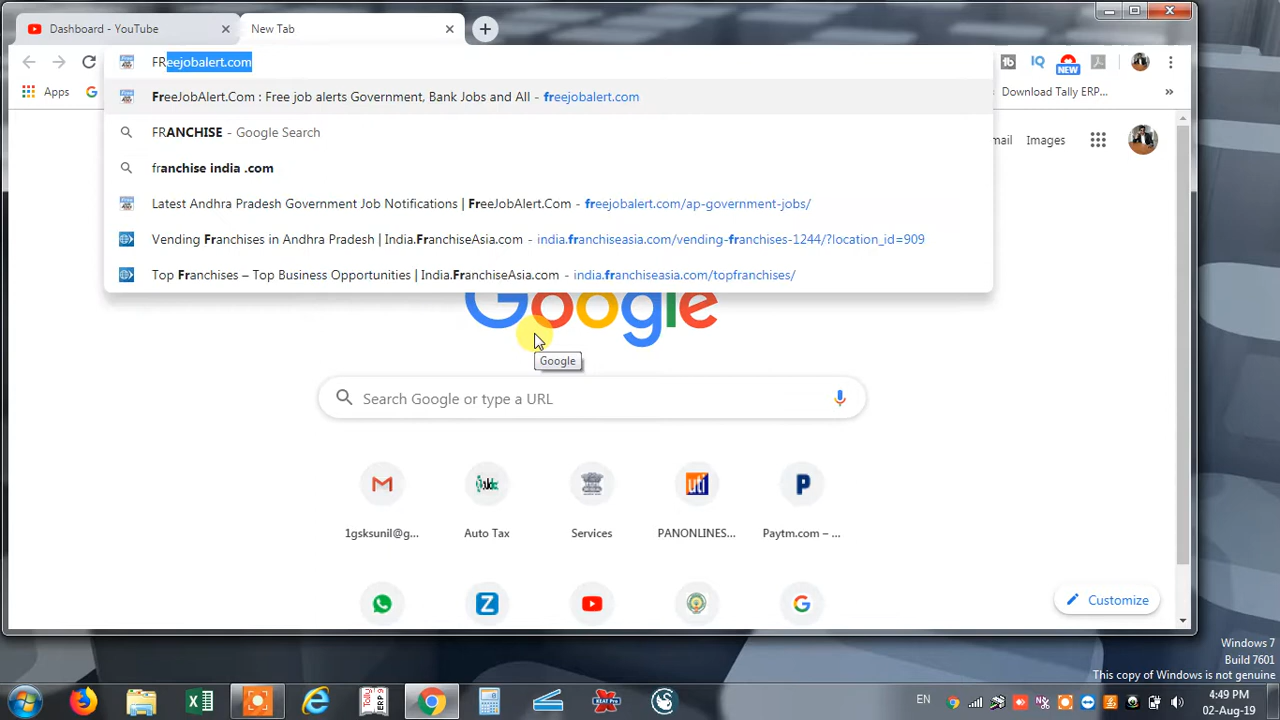 Dashboard - YouTube
New Tab
FReejobalert.com
FreeJobAlert.Com : Free job alerts Government, Bank Jobs and All - freejobalert.com
FRANCHISE - Google Search
franchise india .com
Latest Andhra Pradesh Government Job Notifications | FreeJobAlert.Com - freejobalert.com/ap-government-jobs/
Vending Franchises in Andhra Pradesh | India.FranchiseAsia.com - india.franchiseasia.com/vending-franchises-1244/?location_id=909
Top Franchises – Top Business Opportunities | India.FranchiseAsia.com - india.franchiseasia.com/topfranchises/
NEW
Apps
Download Tally ERP...
»
mail
Images
Google
Google
Search Google or type a URL
1gsksunil@g...
Auto Tax
Services
PANONLINES...
Paytm.com – ...
Customize
Windows 7
Build 7601
This copy of Windows is not genuine
EN
4:49 PM
02-Aug-19